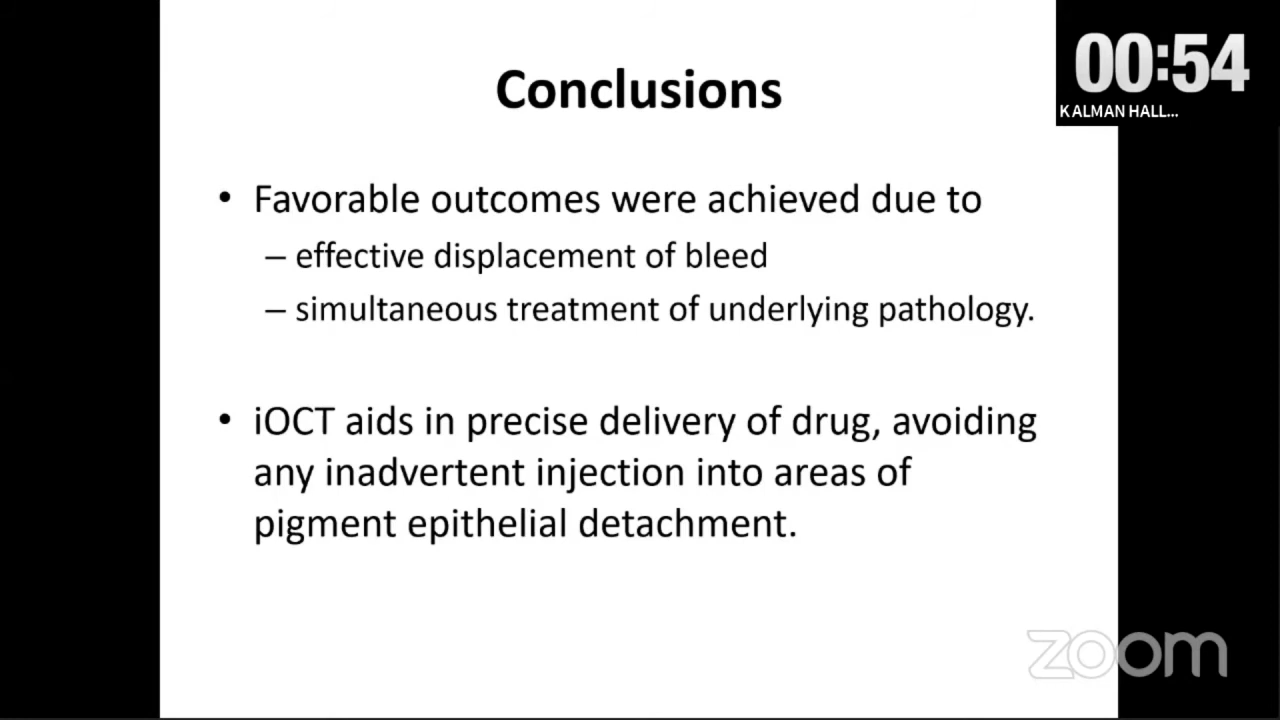 Conclusions
00:54
KALMAN HALL...
• Favorable outcomes were achieved due to
– effective displacement of bleed
– simultaneous treatment of underlying pathology.
• iOCT aids in precise delivery of drug, avoiding
any inadvertent injection into areas of
pigment epithelial detachment.
zoom